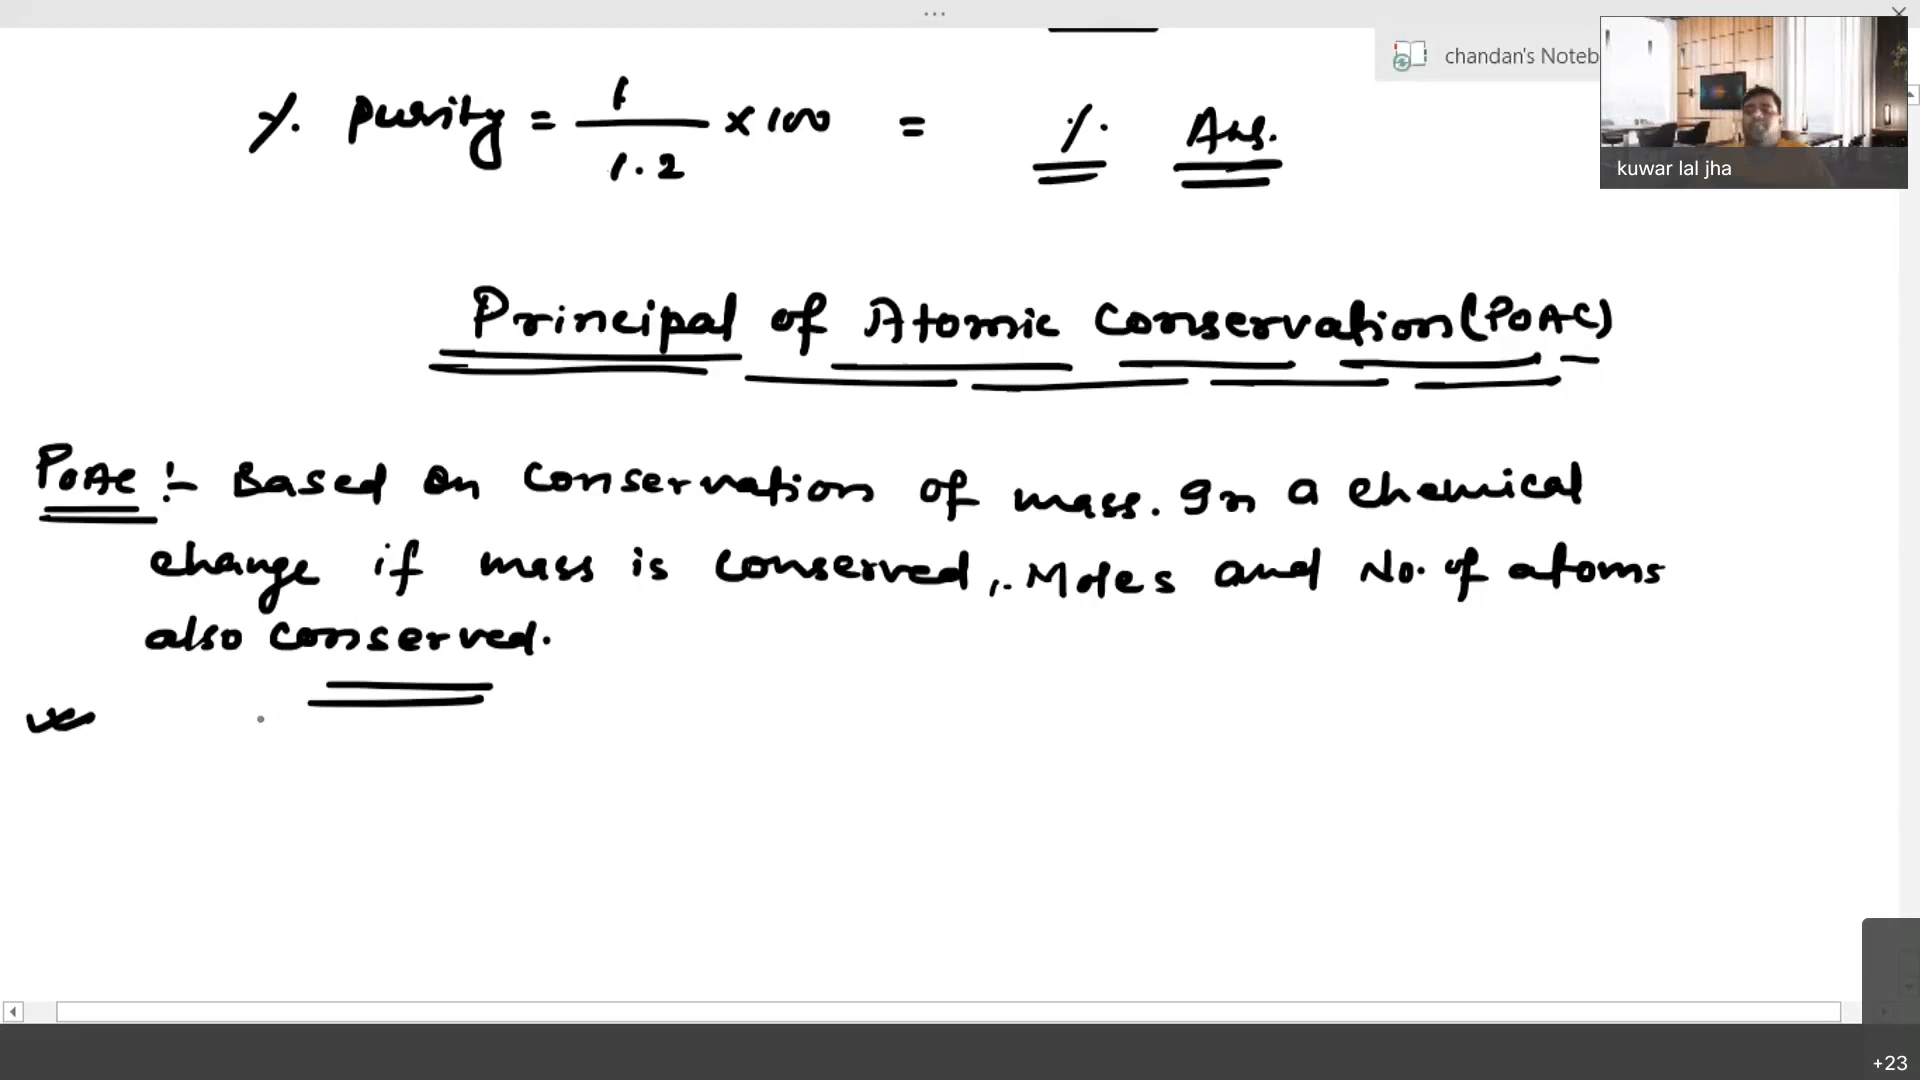 chandan's Noteb
kuwar lal jha
% purity = 1/1.2 × 100 = % Ans.
Principal of Atomic Conservation (POAC)
POAC :- Based on conservation of mass. In a chemical
change if mass is conserved, ∴ Moles and No. of atoms
also conserved.
+23